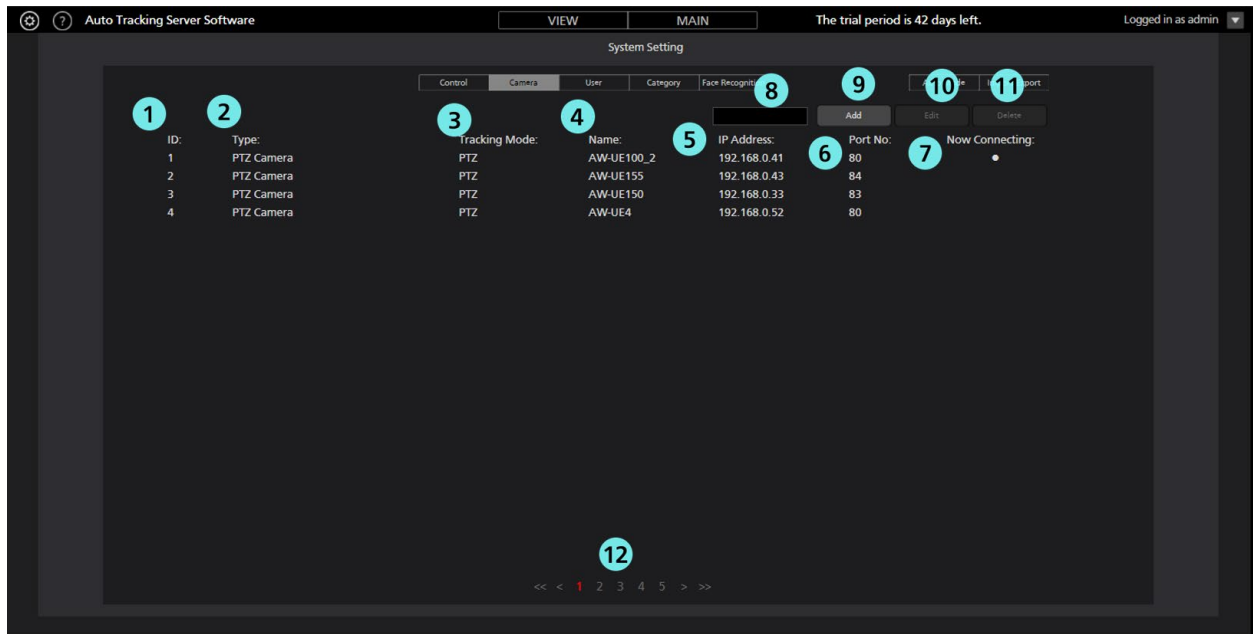 ? Auto Tracking Server Software VIEW MAIN The trial period is 42 days left. Logged in as admin
System Setting
Control Camera User Category Face
8 9 10 11
1 2 3 4 Add Edit Delete
5 6 7
ID: Type: Tracking Mode: Name: IP Address: Port No: Now Connecting:
1 PTZ Camera PTZ AW-UE100_2 192.168.0.41 80 ●
2 PTZ Camera PTZ AW-UE155 192.168.0.43 84
3 PTZ Camera PTZ AW-UE150 192.168.0.33 83
4 PTZ Camera PTZ AW-UE4 192.168.0.52 80
12
<< < 1 2 3 4 5 > >>